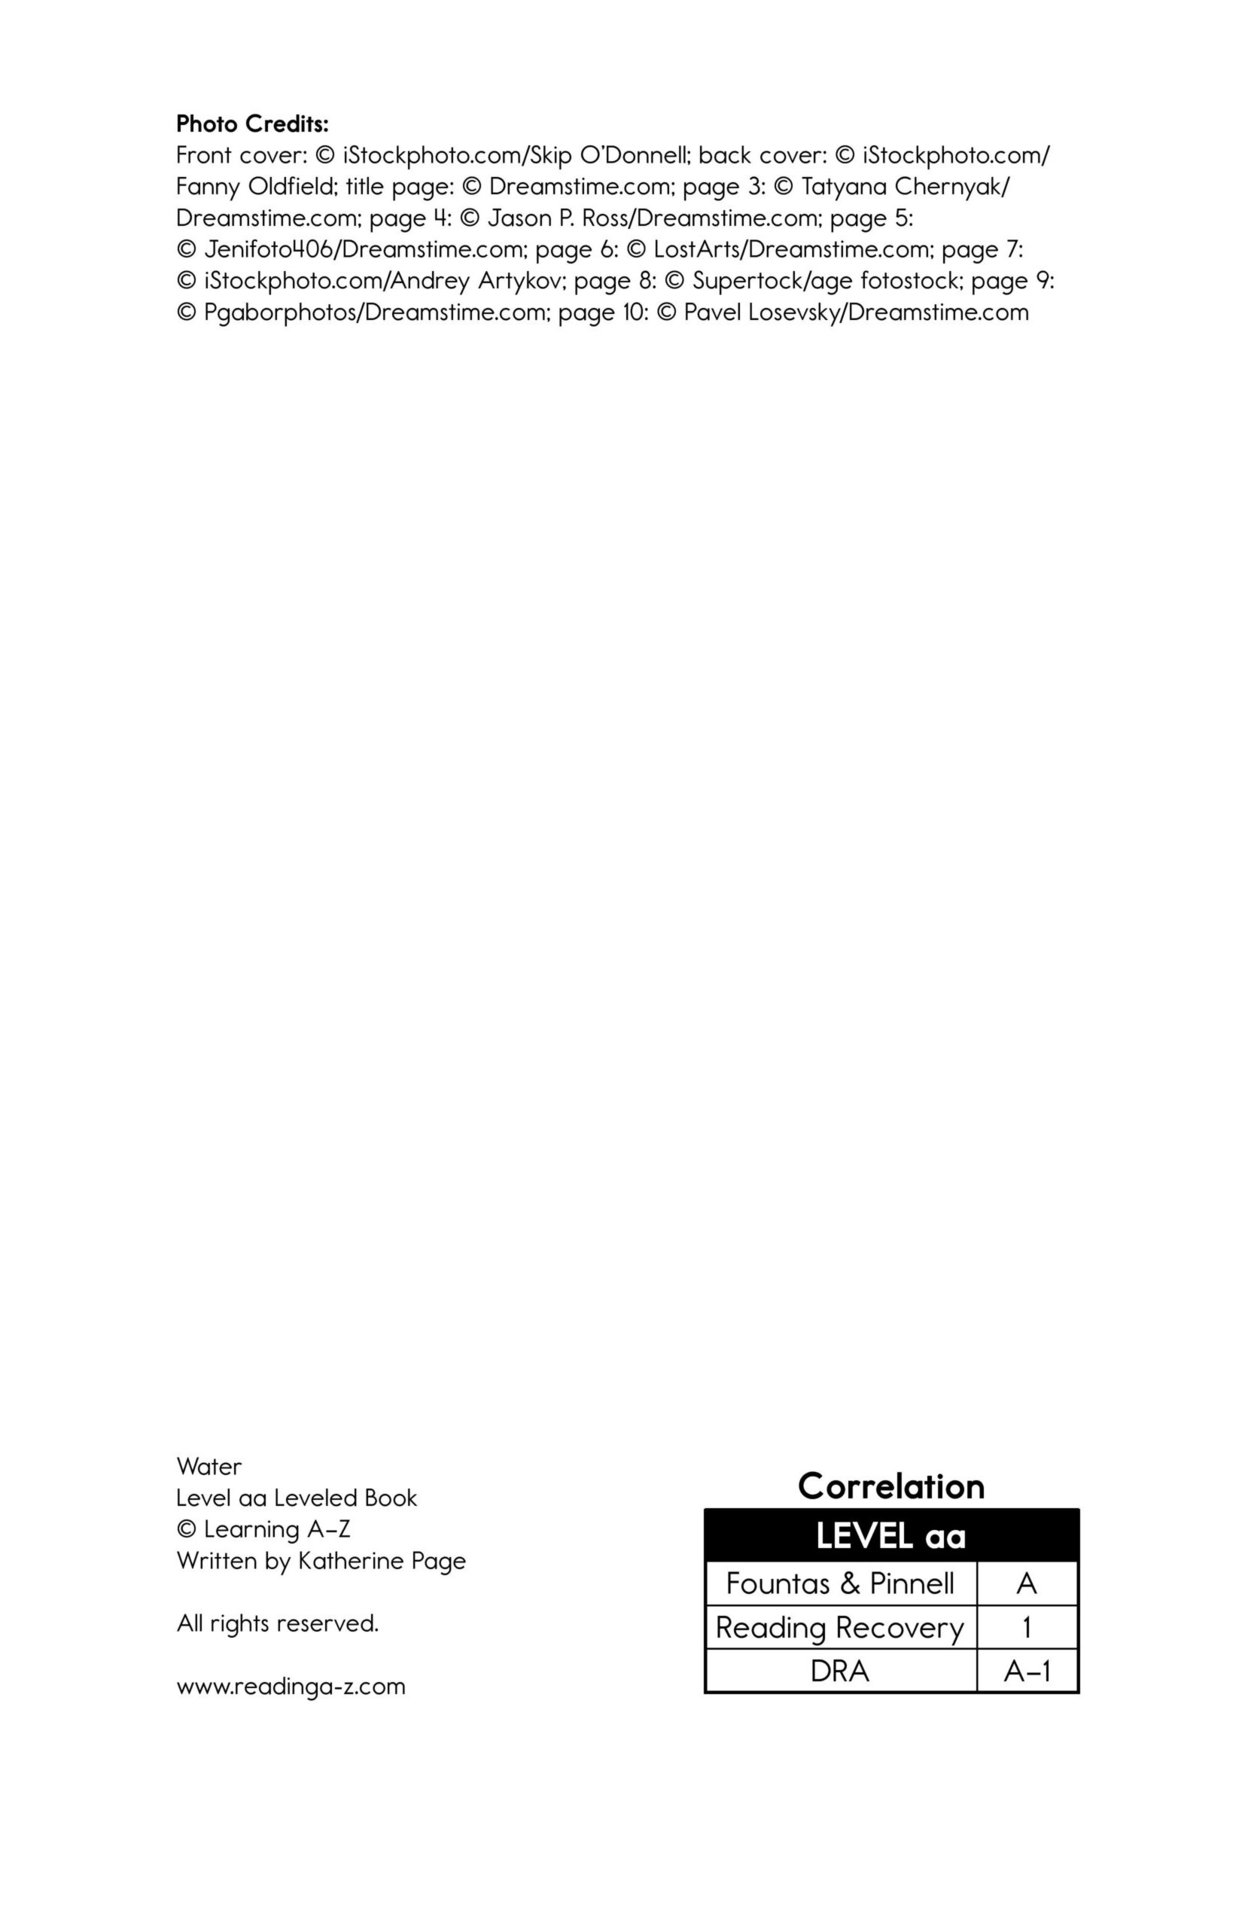 Photo Credits:
Front cover: © iStockphoto.com/Skip O'Donnell; back cover: © iStockphoto.com/
Fanny Oldfield; title page: © Dreamstime.com; page 3: © Tatyana Chernyak/
Dreamstime.com; page 4: © Jason P. Ross/Dreamstime.com; page 5:
© Jenifoto406/Dreamstime.com; page 6: © LostArts/Dreamstime.com; page 7:
© iStockphoto.com/Andrey Artykov; page 8: © Supertock/age fotostock; page 9:
© Pgaborphotos/Dreamstime.com; page 10: © Pavel Losevsky/Dreamstime.com
Water
Level aa Leveled Book
© Learning A–Z
Written by Katherine Page
All rights reserved.
www.readinga-z.com
Correlation
LEVEL aa
Fountas & Pinnell A
Reading Recovery 1
DRA A–1